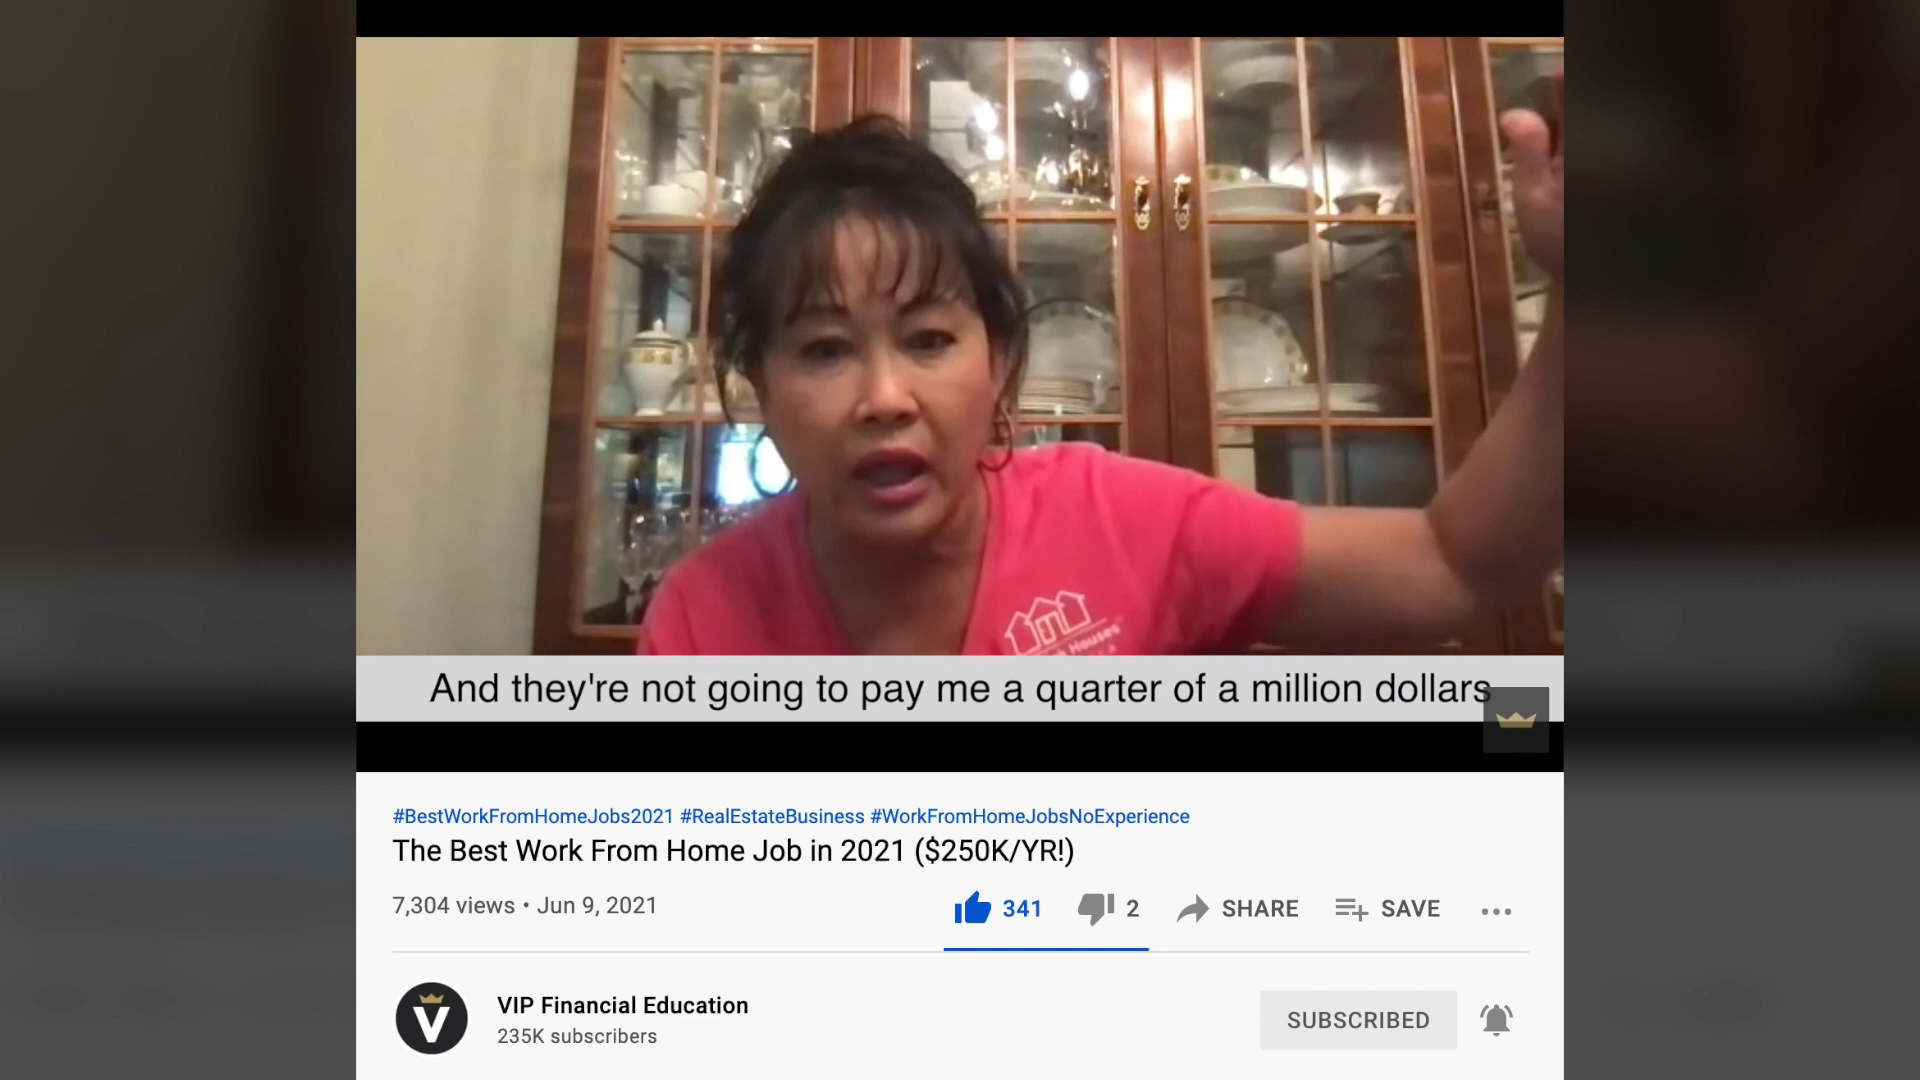 Houses
And they're not going to pay me a quarter of a million dollars
#BestWorkFromHomeJobs2021 #RealEstateBusiness #WorkFromHomeJobsNoExperience
The Best Work From Home Job in 2021 ($250K/YR!)
7,304 views • Jun 9, 2021
341
2
SHARE
SAVE
V
VIP Financial Education
235K subscribers
SUBSCRIBED